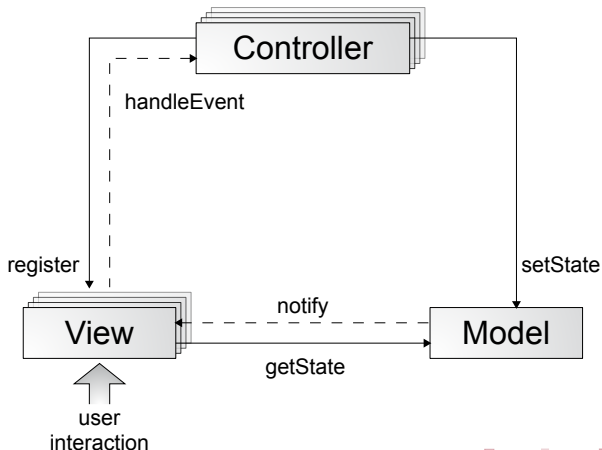 Controller
handleEvent
register
setState
notify
View
Model
getState
user
interaction